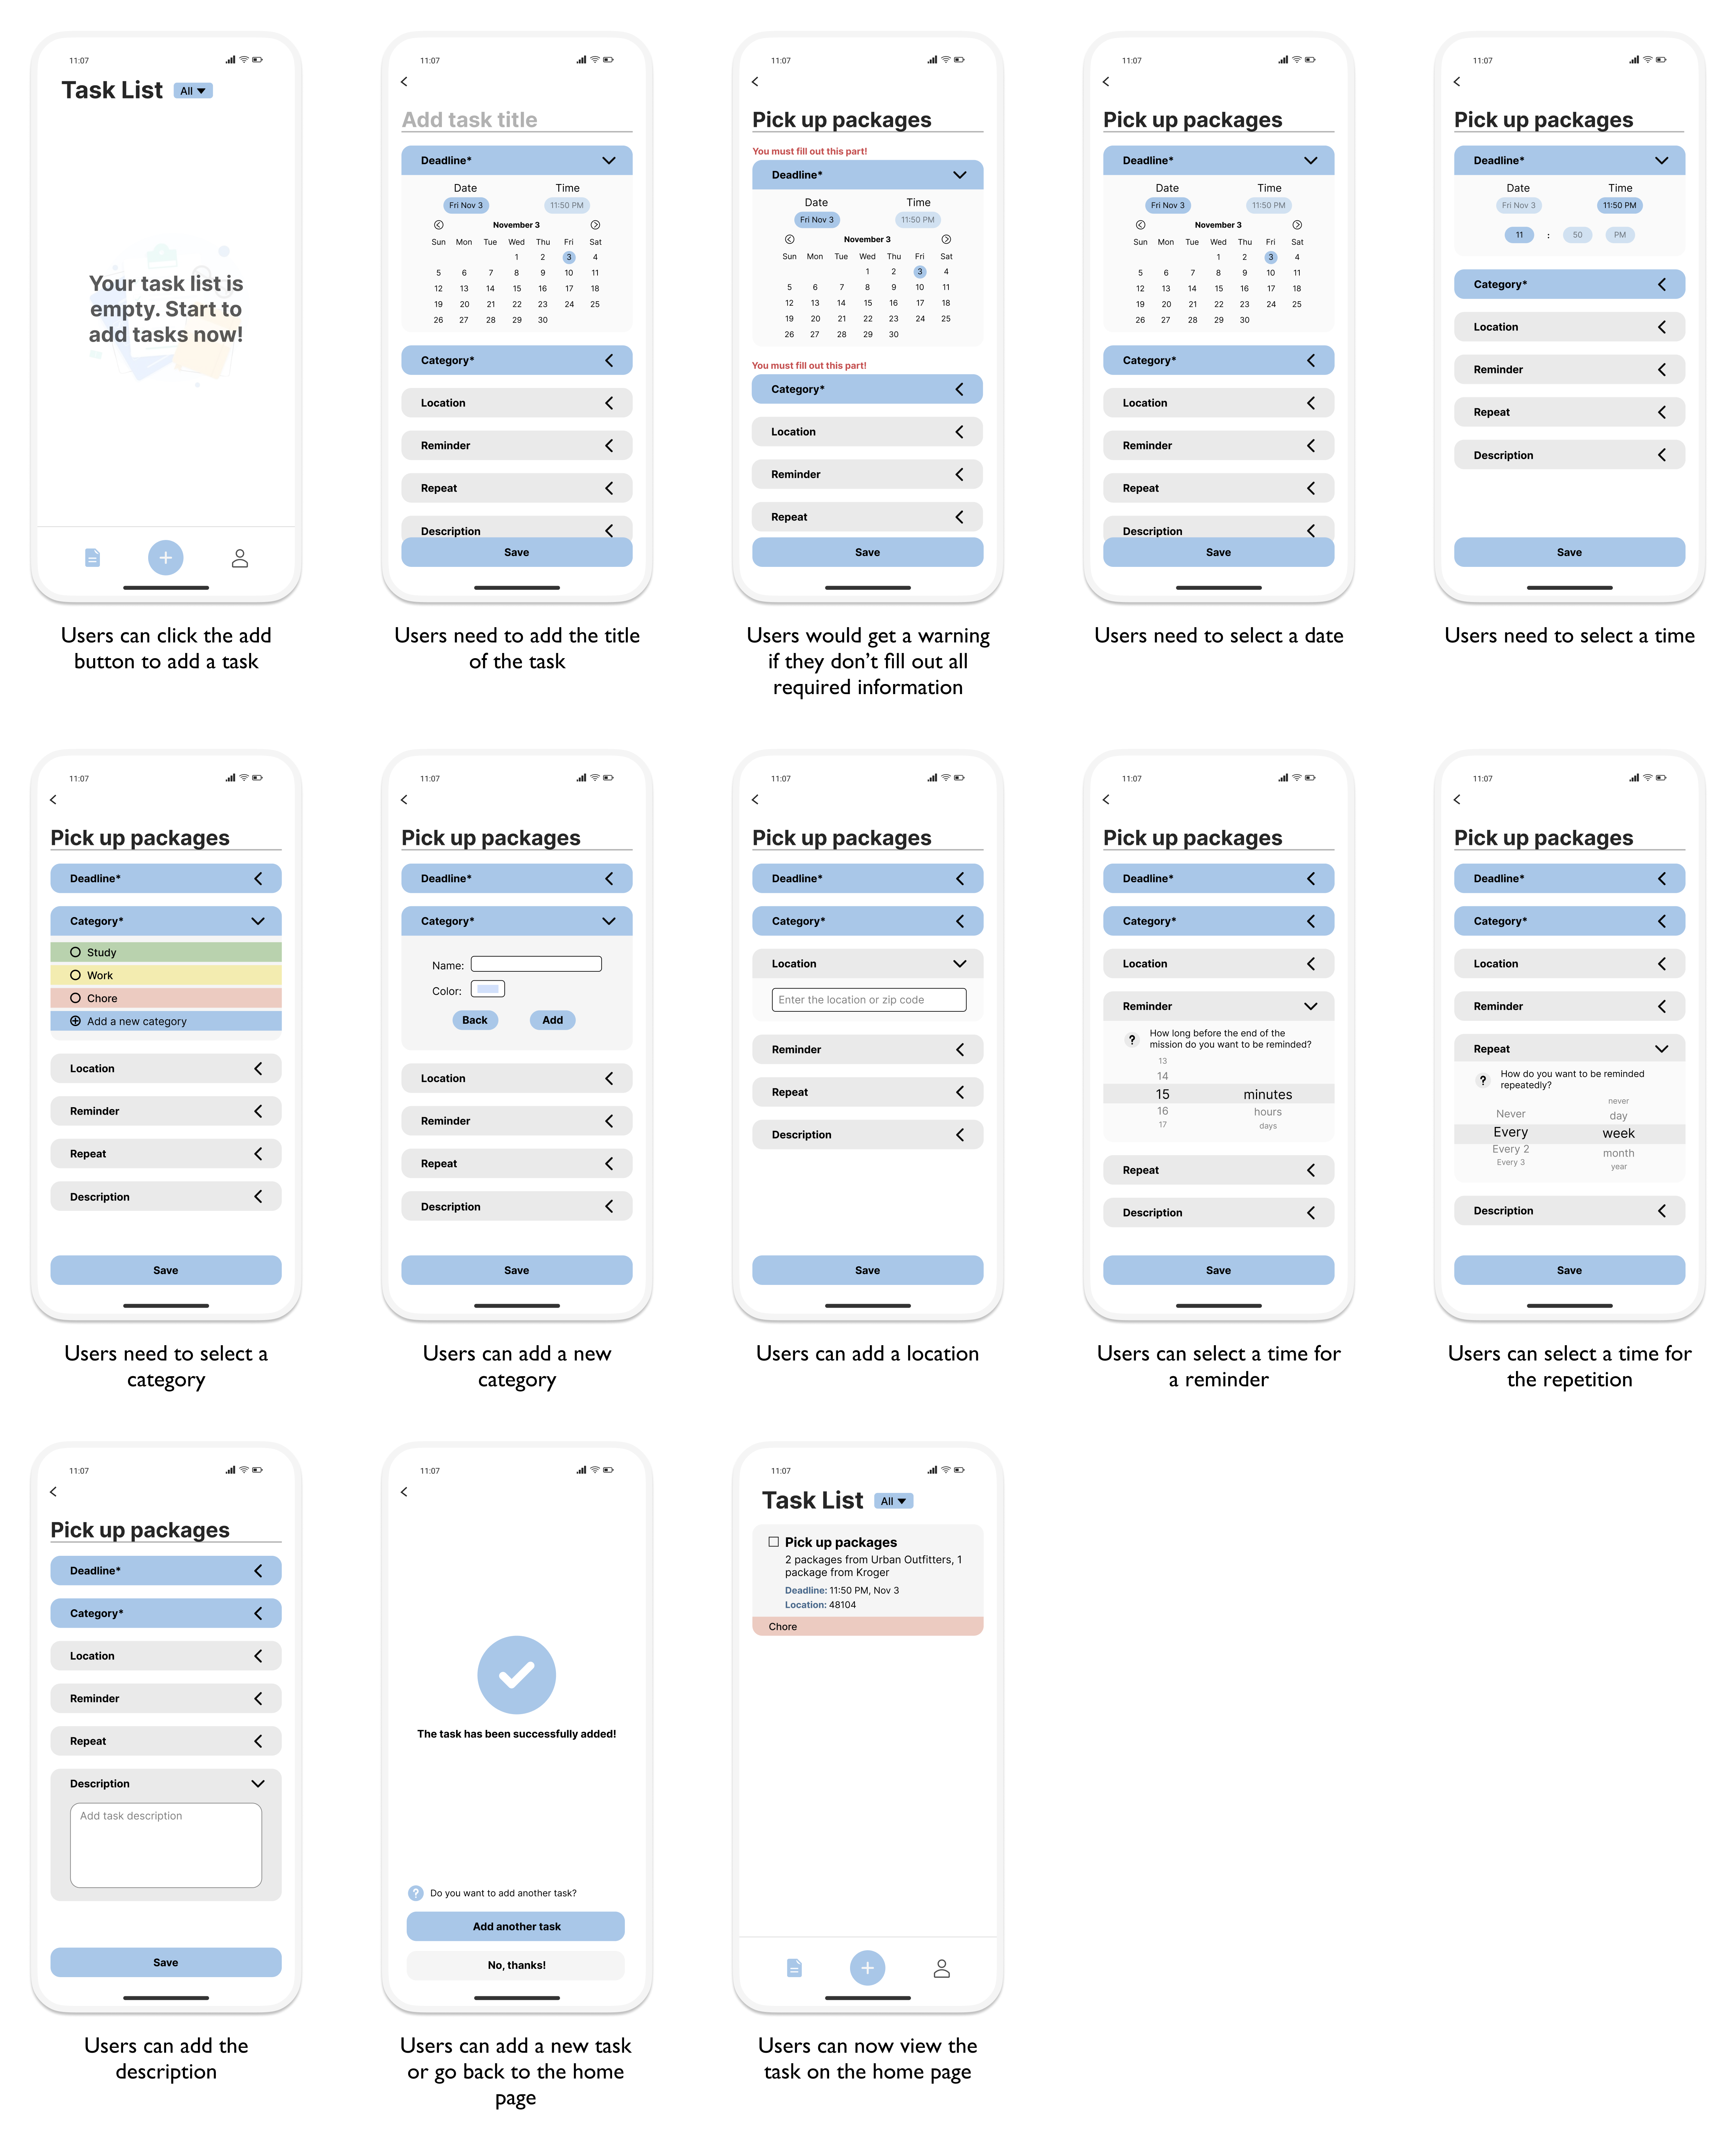 11:07
Task List All
Your task list is
empty. Start to
add tasks now!
Users can click the add
button to add a task
11:07
Add task title
Deadline*
Date Time
Fri Nov 3 11:50 PM
November 3
Sun Mon Tue Wed Thu Fri Sat
1 2 3 4
5 6 7 8 9 10 11
12 13 14 15 16 17 18
19 20 21 22 23 24 25
26 27 28 29 30
Category*
Location
Reminder
Repeat
Description
Save
Users need to add the title
of the task
11:07
Pick up packages
You must fill out this part!
Deadline*
Date Time
Fri Nov 3 11:50 PM
November 3
Sun Mon Tue Wed Thu Fri Sat
1 2 3 4
5 6 7 8 9 10 11
12 13 14 15 16 17 18
19 20 21 22 23 24 25
26 27 28 29 30
You must fill out this part!
Category*
Location
Reminder
Repeat
Save
Users would get a warning
if they don’t fill out all
required information
11:07
Pick up packages
Deadline*
Date Time
Fri Nov 3 11:50 PM
November 3
Sun Mon Tue Wed Thu Fri Sat
1 2 3 4
5 6 7 8 9 10 11
12 13 14 15 16 17 18
19 20 21 22 23 24 25
26 27 28 29 30
Category*
Location
Reminder
Repeat
Description
Save
Users need to select a date
11:07
Pick up packages
Deadline*
Date Time
Fri Nov 3 11:50 PM
11 : 50 PM
Category*
Location
Reminder
Repeat
Description
Save
Users need to select a time
11:07
Pick up packages
Deadline*
Category*
Study
Work
Chore
Add a new category
Location
Reminder
Repeat
Description
Save
Users need to select a
category
11:07
Pick up packages
Deadline*
Category*
Name:
Color:
Back Add
Location
Reminder
Repeat
Description
Save
Users can add a new
category
11:07
Pick up packages
Deadline*
Category*
Location
Enter the location or zip code
Reminder
Repeat
Description
Save
Users can add a location
11:07
Pick up packages
Deadline*
Category*
Location
Reminder
? How long before the end of the
mission do you want to be reminded?
13
14
15 minutes
16 hours
17 days
Repeat
Description
Save
Users can select a time for
a reminder
11:07
Pick up packages
Deadline*
Category*
Location
Reminder
Repeat
? How do you want to be reminded
repeatedly?
never
Never day
Every week
Every 2 month
Every 3 year
Description
Save
Users can select a time for
the repetition
11:07
Pick up packages
Deadline*
Category*
Location
Reminder
Repeat
Description
Add task description
Save
Users can add the
description
11:07
The task has been successfully added!
? Do you want to add another task?
Add another task
No, thanks!
Users can add a new task
or go back to the home
page
11:07
Task List All
Pick up packages
2 packages from Urban Outfitters, 1
package from Kroger
Deadline: 11:50 PM, Nov 3
Location: 48104
Chore
Users can now view the
task on the home page